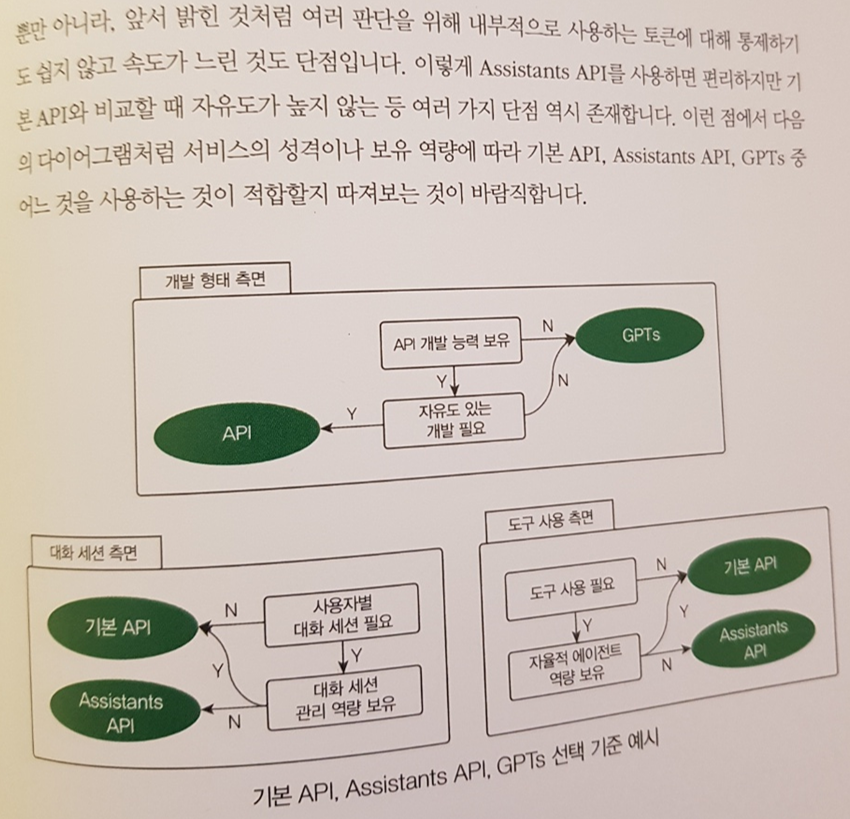 뿐만 아니라, 앞서 밝힌 것처럼 여러 판단을 위해 내부적으로 사용하는 토큰에 대해 통제하기
도 쉽지 않고 속도가 느린 것도 단점입니다. 이렇게 Assistants API를 사용하면 편리하지만 기
본 API와 비교할 때 자유도가 높지 않는 등 여러 가지 단점 역시 존재합니다. 이런 점에서 다음
의 다이어그램처럼 서비스의 성격이나 보유 역량에 따라 기본 API, Assistants API, GPTs 중
어느 것을 사용하는 것이 적합할지 따져보는 것이 바람직합니다.
개발 형태 측면
API 개발 능력 보유
N
GPTs
Y
N
자유도 있는
개발 필요
Y
API
대화 세션 측면
기본 API
N
사용자별
대화 세션 필요
Y
Y
대화 세션
관리 역량 보유
N
Assistants
API
도구 사용 측면
도구 사용 필요
N
기본 API
Y
Y
자율적 에이전트
역량 보유
N
Assistants
API
기본 API, Assistants API, GPTs 선택 기준 예시